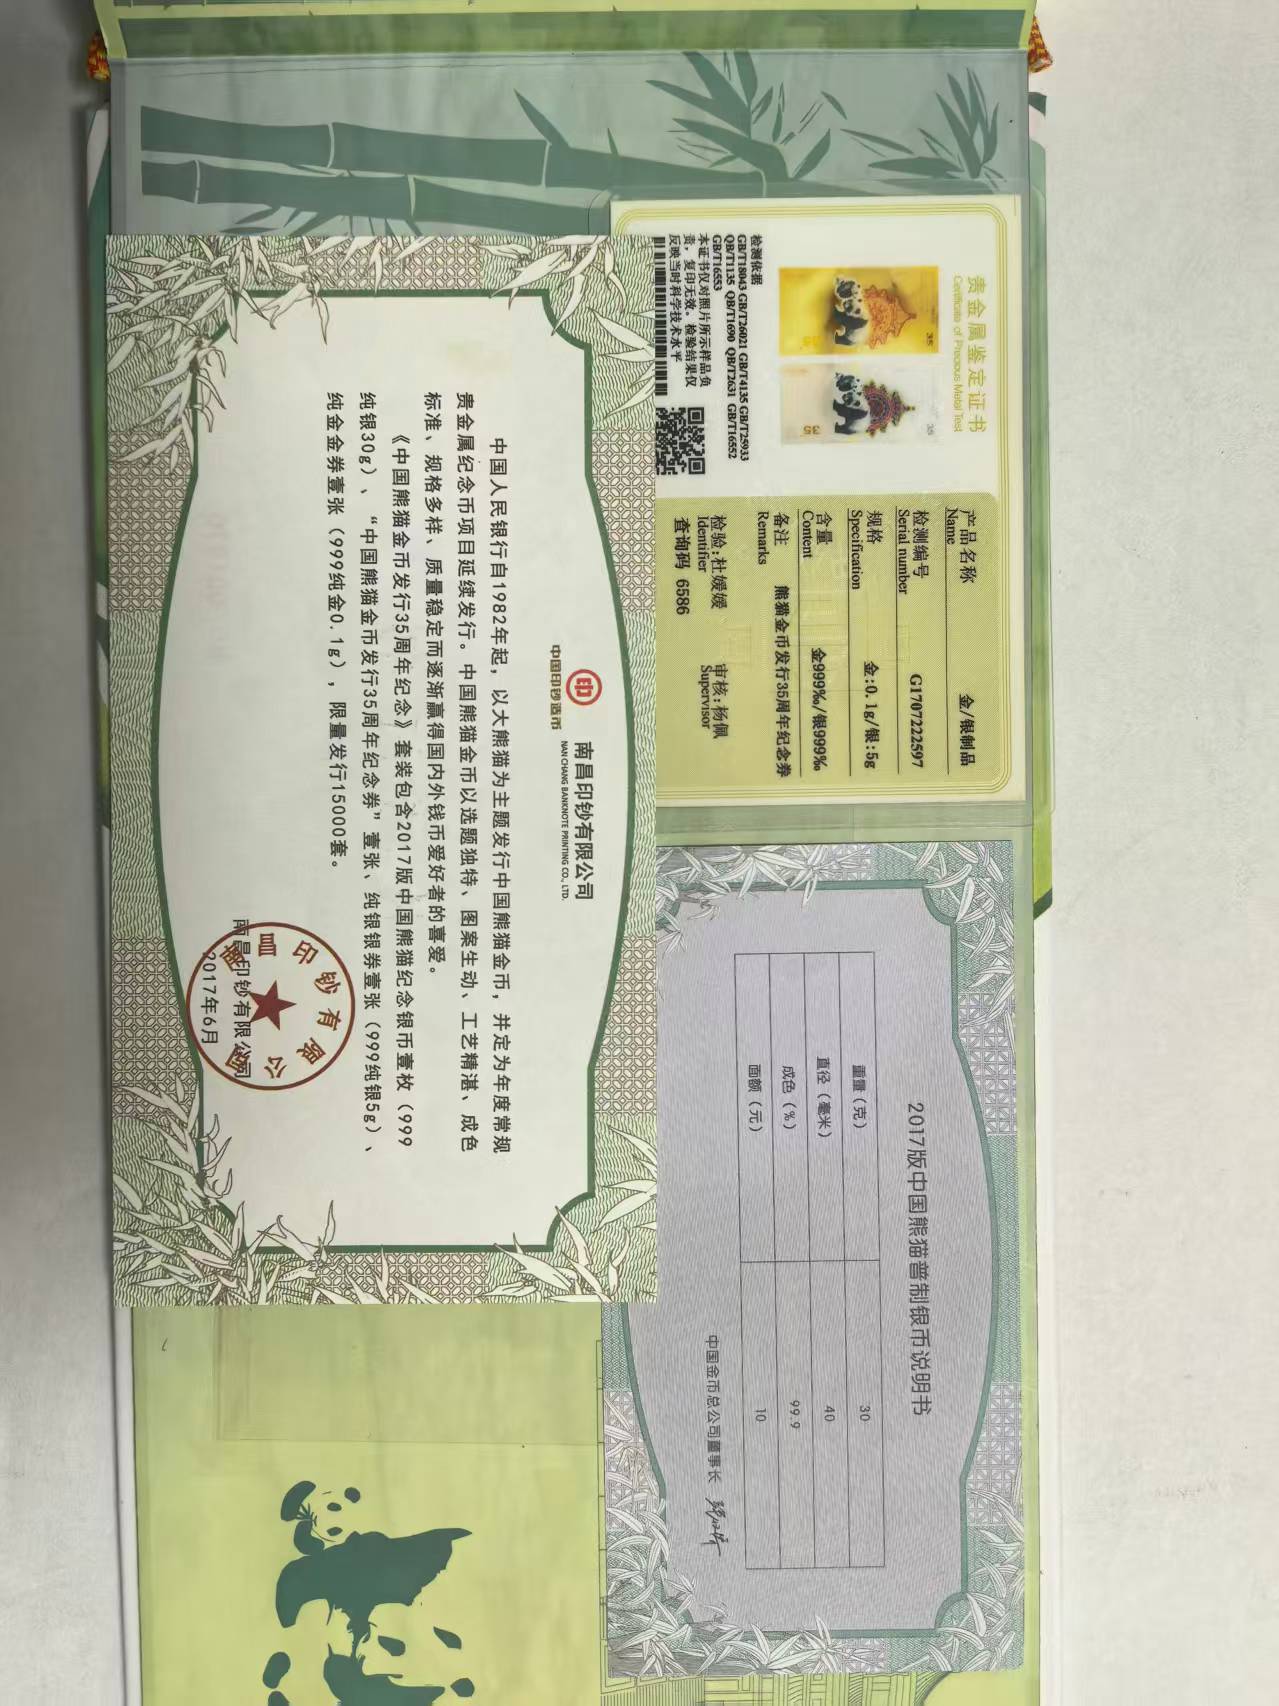 贵金属鉴定证书
Certificate of Precious Metal Test
35
35
35
检测依据
GB/T18043 GB/T26021 GB/T4135 GB/T25933
QB/T1135 QB/T1690 QB/T2631 GB/T16552
GB/T16553
本证书仅对照片所示样品负
责，复印无效。检验结果仅
反映当时科学技术水平
产品名称 金/银制品
Name
检测编号 G1707222597
Serial number
规格 金:0.1g/银:5g
Specification
含量 金999‰/银999‰
Content
备注 熊猫金币发行35周年纪念券
Remarks
检验:杜媛媛 审核:杨佩
Identifier Supervisor
查询码 6586
中国印钞造币
南昌印钞有限公司
NAN CHANG BANKNOTE PRINTING CO., LTD.
中国人民银行自1982年起，以大熊猫为主题发行中国熊猫金币，并定为年度常规
贵金属纪念币项目延续发行。中国熊猫金币以选题独特、图案生动、工艺精湛、成色
标准、规格多样、质量稳定而逐渐赢得国内外钱币爱好者的喜爱。
《中国熊猫金币发行35周年纪念》套装包含2017版中国熊猫纪念银币壹枚（999
纯银30g）、“中国熊猫金币发行35周年纪念券”壹张、纯银银券壹张（999纯银5g）、
纯金金券壹张（999纯金0.1g），限量发行15000套。
南昌印钞有限公司
南昌印钞有限公司
2017年6月
2017版中国熊猫普制银币说明书
重量（克） 30
直径（毫米） 40
成色（%） 99.9
面额（元） 10
中国金币总公司董事长